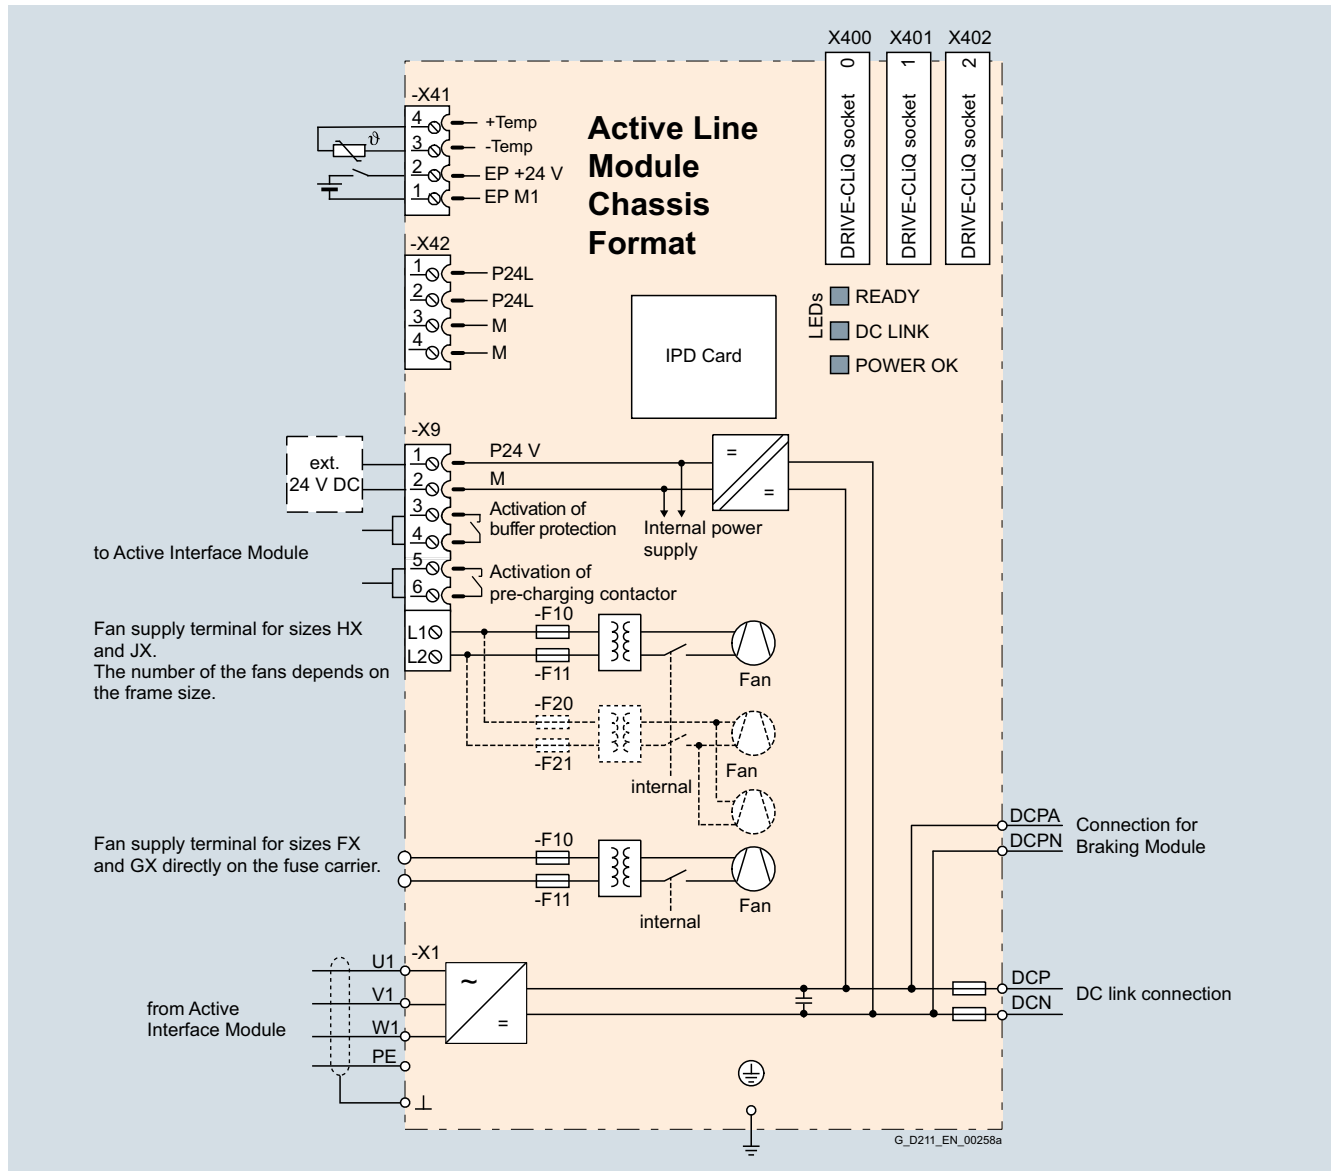 X400 X401 X402
0 1 2
DRIVE-CLiQ socket
DRIVE-CLiQ socket
DRIVE-CLiQ socket
-X41
4 +Temp
3 -Temp
ϑ
2 EP +24 V
1 EP M1
Active Line
Module
Chassis
Format
-X42
1 P24L
2 P24L
3 M
4 M
LEDs
READY
DC LINK
POWER OK
IPD Card
-X9
ext.
24 V DC
1 P24 V
2 M
3
4
Activation of
buffer protection
Internal power
supply
=
=
to Active Interface Module
5
6
Activation of
pre-charging contactor
Fan supply terminal for sizes HX
and JX.
The number of the fans depends on
the frame size.
L1
L2
-F10
-F11
Fan
-F20
-F21
internal
Fan
Fan supply terminal for sizes FX
and GX directly on the fuse carrier.
-F10
-F11
internal
Fan
DCPA
DCPN
Connection for
Braking Module
-X1
U1
V1
W1
PE
~
=
from Active
Interface Module
DCP
DCN
DC link connection
G_D211_EN_00258a